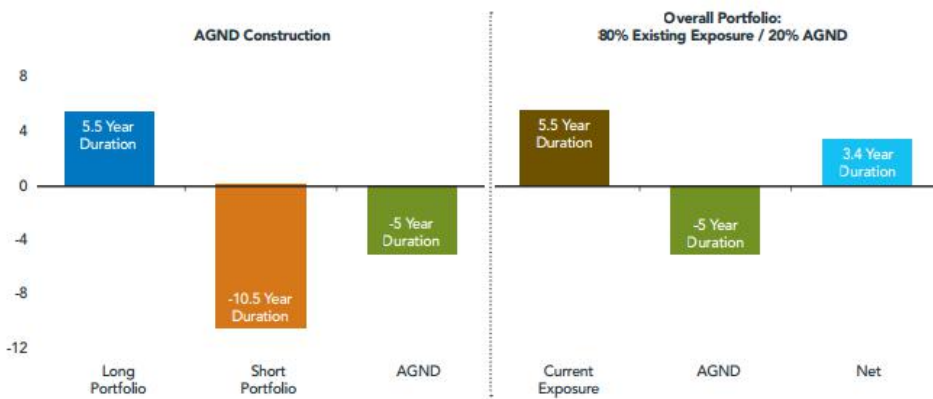 AGND Construction
Overall Portfolio:
80% Existing Exposure / 20% AGND
8
4
0
-4
-8
-12
5.5 Year
Duration
-10.5 Year
Duration
-5 Year
Duration
5.5 Year
Duration
-5 Year
Duration
3.4 Year
Duration
Long
Portfolio
Short
Portfolio
AGND
Current
Exposure
AGND
Net